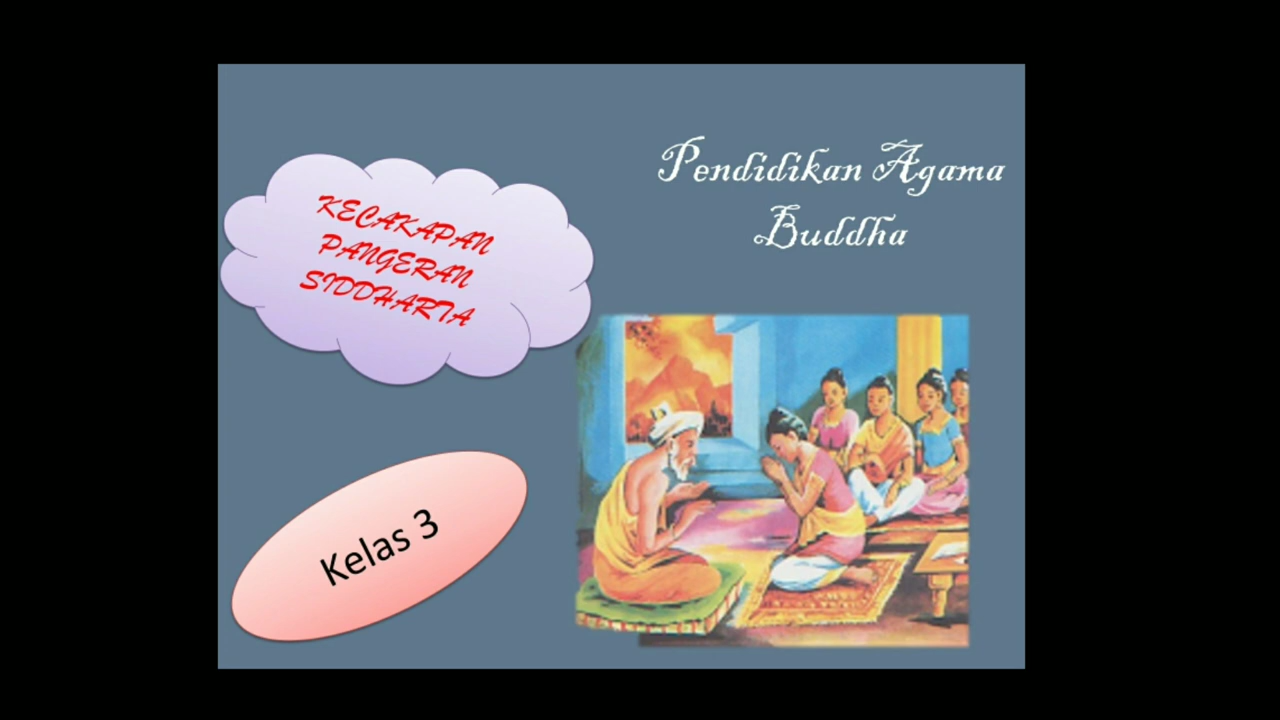 Pendidikan Agama
Buddha
KECAKAPAN
PANGERAN
SIDDHARTA
Kelas 3